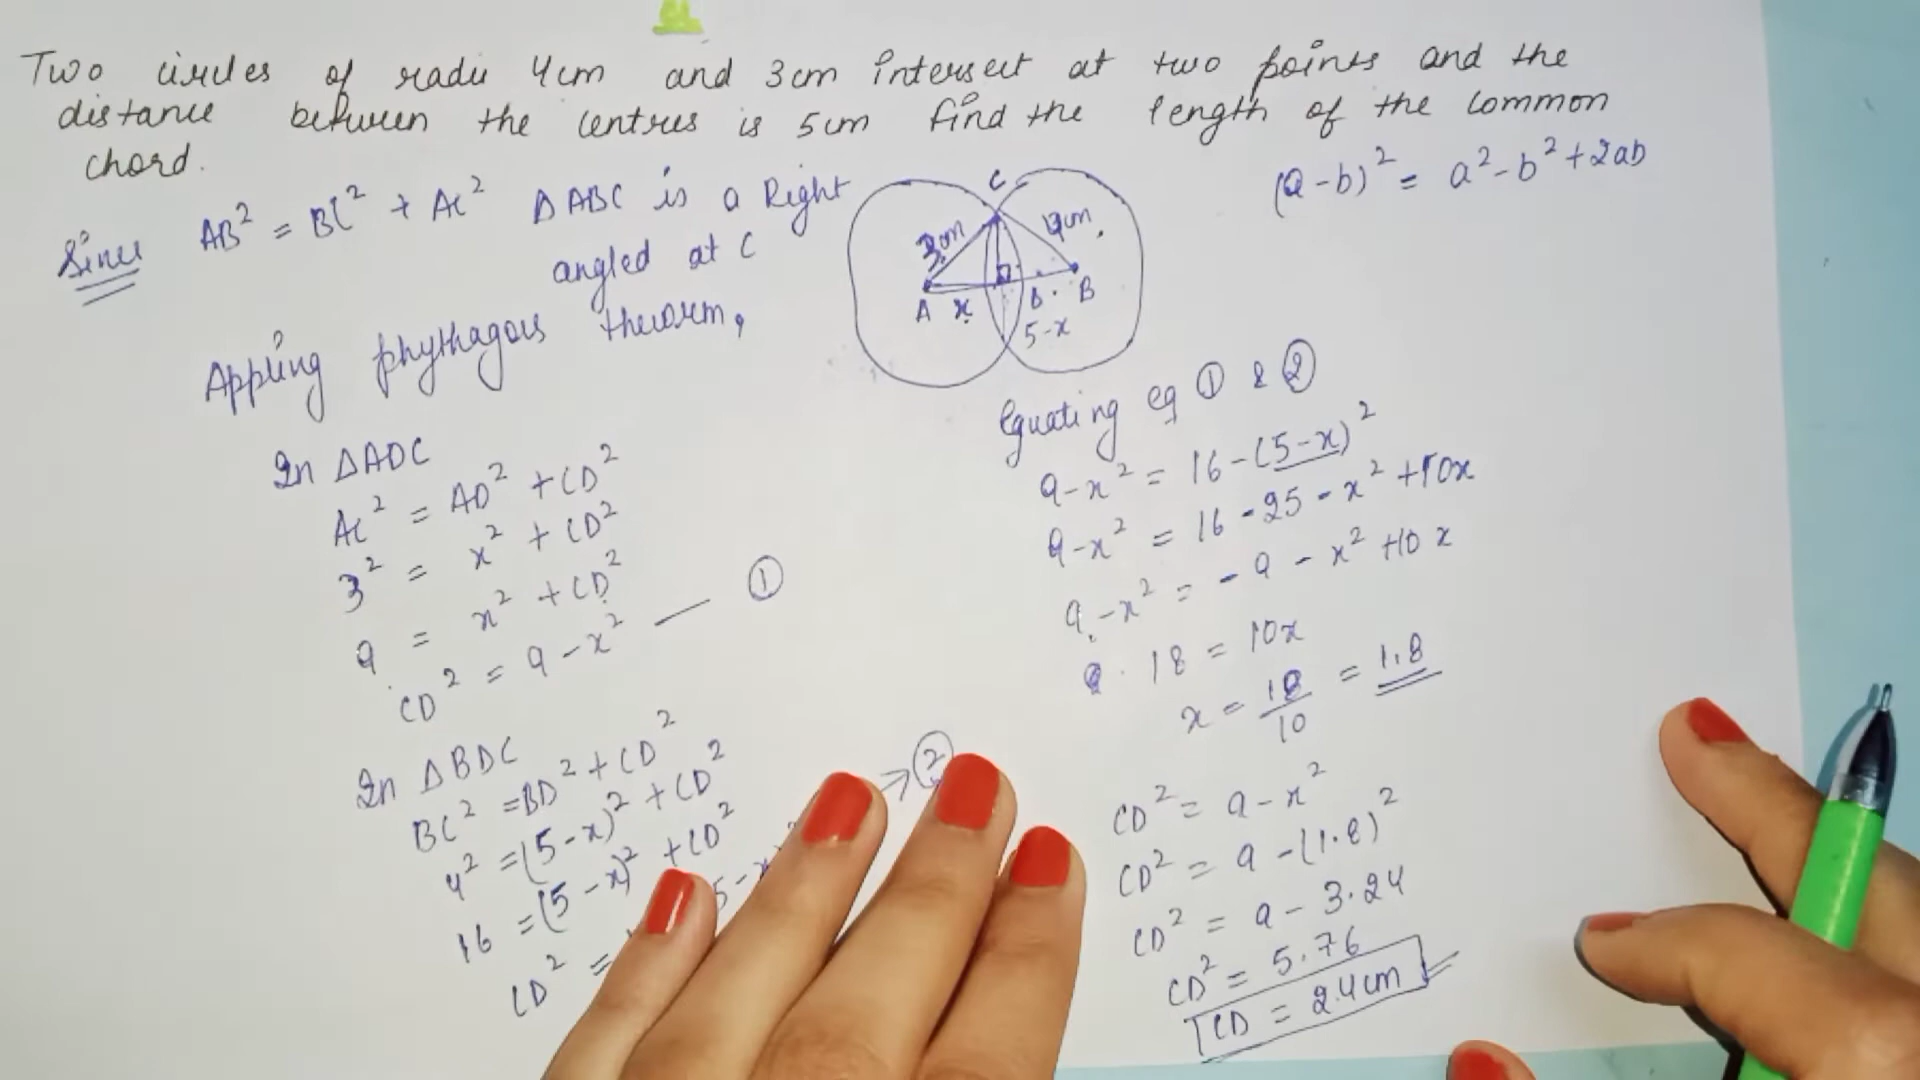 Two circles of radii 4cm and 3cm intersect at two points and the
distance between the centres is 5cm find the length of the common
chord.
(a-b)² = a²-b²+2ab
Since AB² = BC² + AC² ΔABC is a Right
angled at C
Appling phythagous theorm,
C
3cm
4cm
A x D B
5-x
In ΔADC
AC² = AD² + CD²
3² = x² + CD²
9 = x² + CD²
CD² = 9 - x² — ①
In ΔBDC
BC² = BD² + CD²
4² = (5-x)² + CD²
16 = (5-x)² + CD²
CD² =
5-x
→ ②
Equating eq ① & ②
9-x² = 16-(5-x)²
9-x² = 16-25-x²+10x
9-x² = -9-x²+10x
18 = 10x
x = 18/10 = 1.8
CD² = 9-x²
CD² = 9-(1.8)²
CD² = 9-3.24
CD² = 5.76
CD = 2.4cm